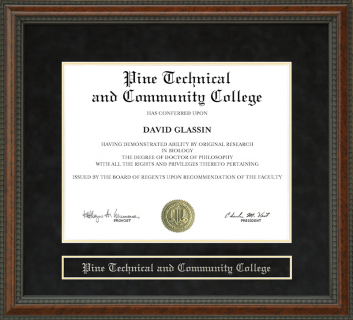 Pine Technical
and Community College
HAS CONFERRED UPON
DAVID GLASSIN
HAVING DEMONSTRATED ABILITY BY ORIGINAL RESEARCH
IN BIOLOGY
THE DEGREE OF DOCTOR OF PHILOSOPHY
WITH ALL THE RIGHTS AND PRIVILEGES THERETO PERTAINING
ISSUED BY THE BOARD OF REGENTS UPON RECOMMENDATION OF THE FACULTY
PROVOST
PRESIDENT
Pine Technical and Community College